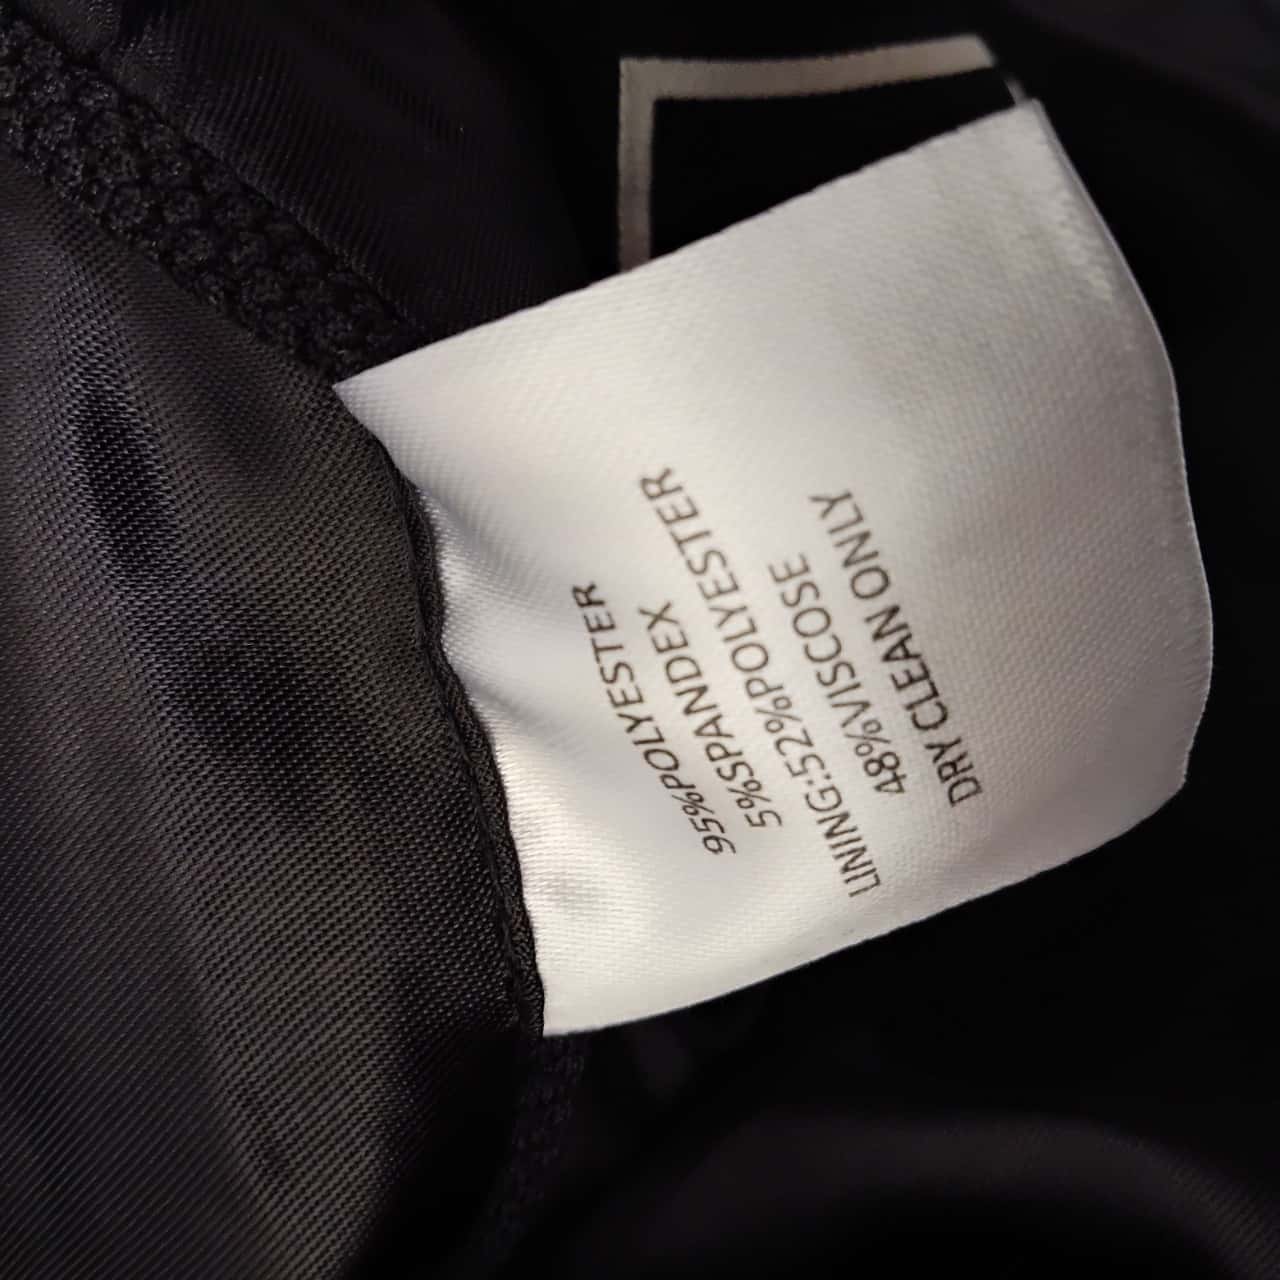 95%POLYESTER
5%SPANDEX
LINING:52%POLYESTER
48%VISCOSE
DRY CLEAN ONLY